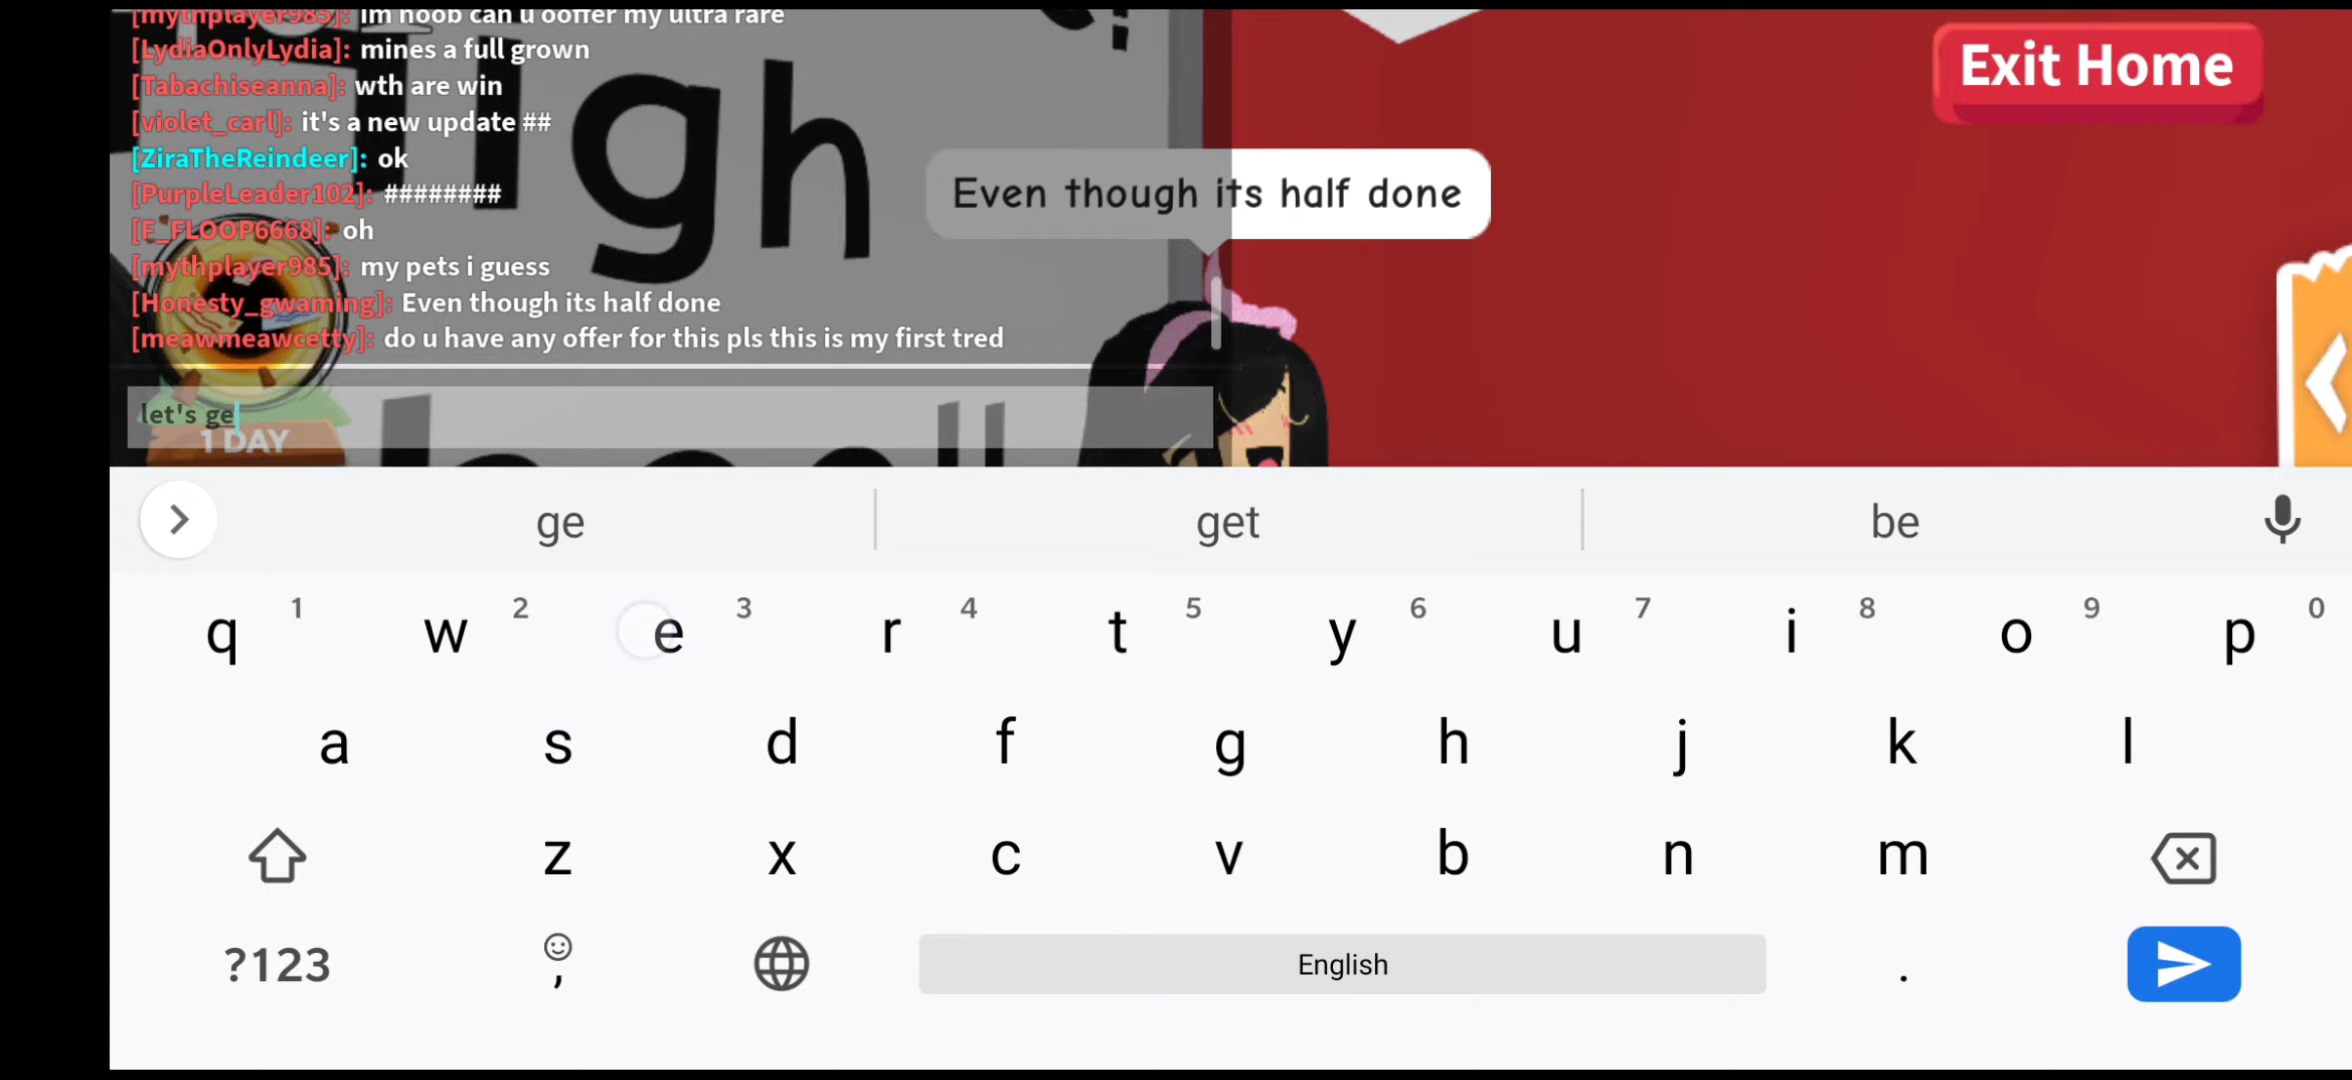 [mythplayer985]: im noob can u ooffer my ultra rare
[LydiaOnlyLydia]: mines a full grown
[Tabachiseanna]: wth are win
[violet_carl]: it's a new update ##
[ZiraTheReindeer]: ok
[PurpleLeader102]: ########
[F_FLOOP6668]: oh
[mythplayer985]: my pets i guess
[Honesty_gwaming]: Even though its half done
[meawmeawcetty]: do u have any offer for this pls this is my first tred
igh
Exit Home
Even though its half done
let's ge
1 DAY
ge get be
q 1 w 2 e 3 r 4 t 5 y 6 u 7 i 8 o 9 p 0
a s d f g h j k l
z x c v b n m
?123 , English .